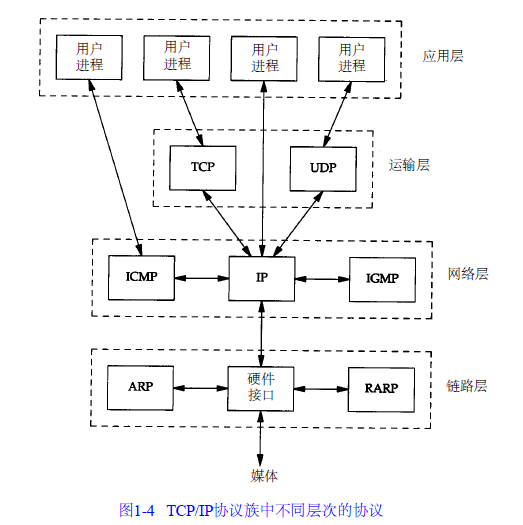 用户 用户 用户 用户
进程 进程 进程 进程
应用层
TCP UDP 运输层
ICMP IP IGMP 网络层
ARP 硬件 RARP 链路层
接口
媒体
图1-4 TCP/IP协议族中不同层次的协议